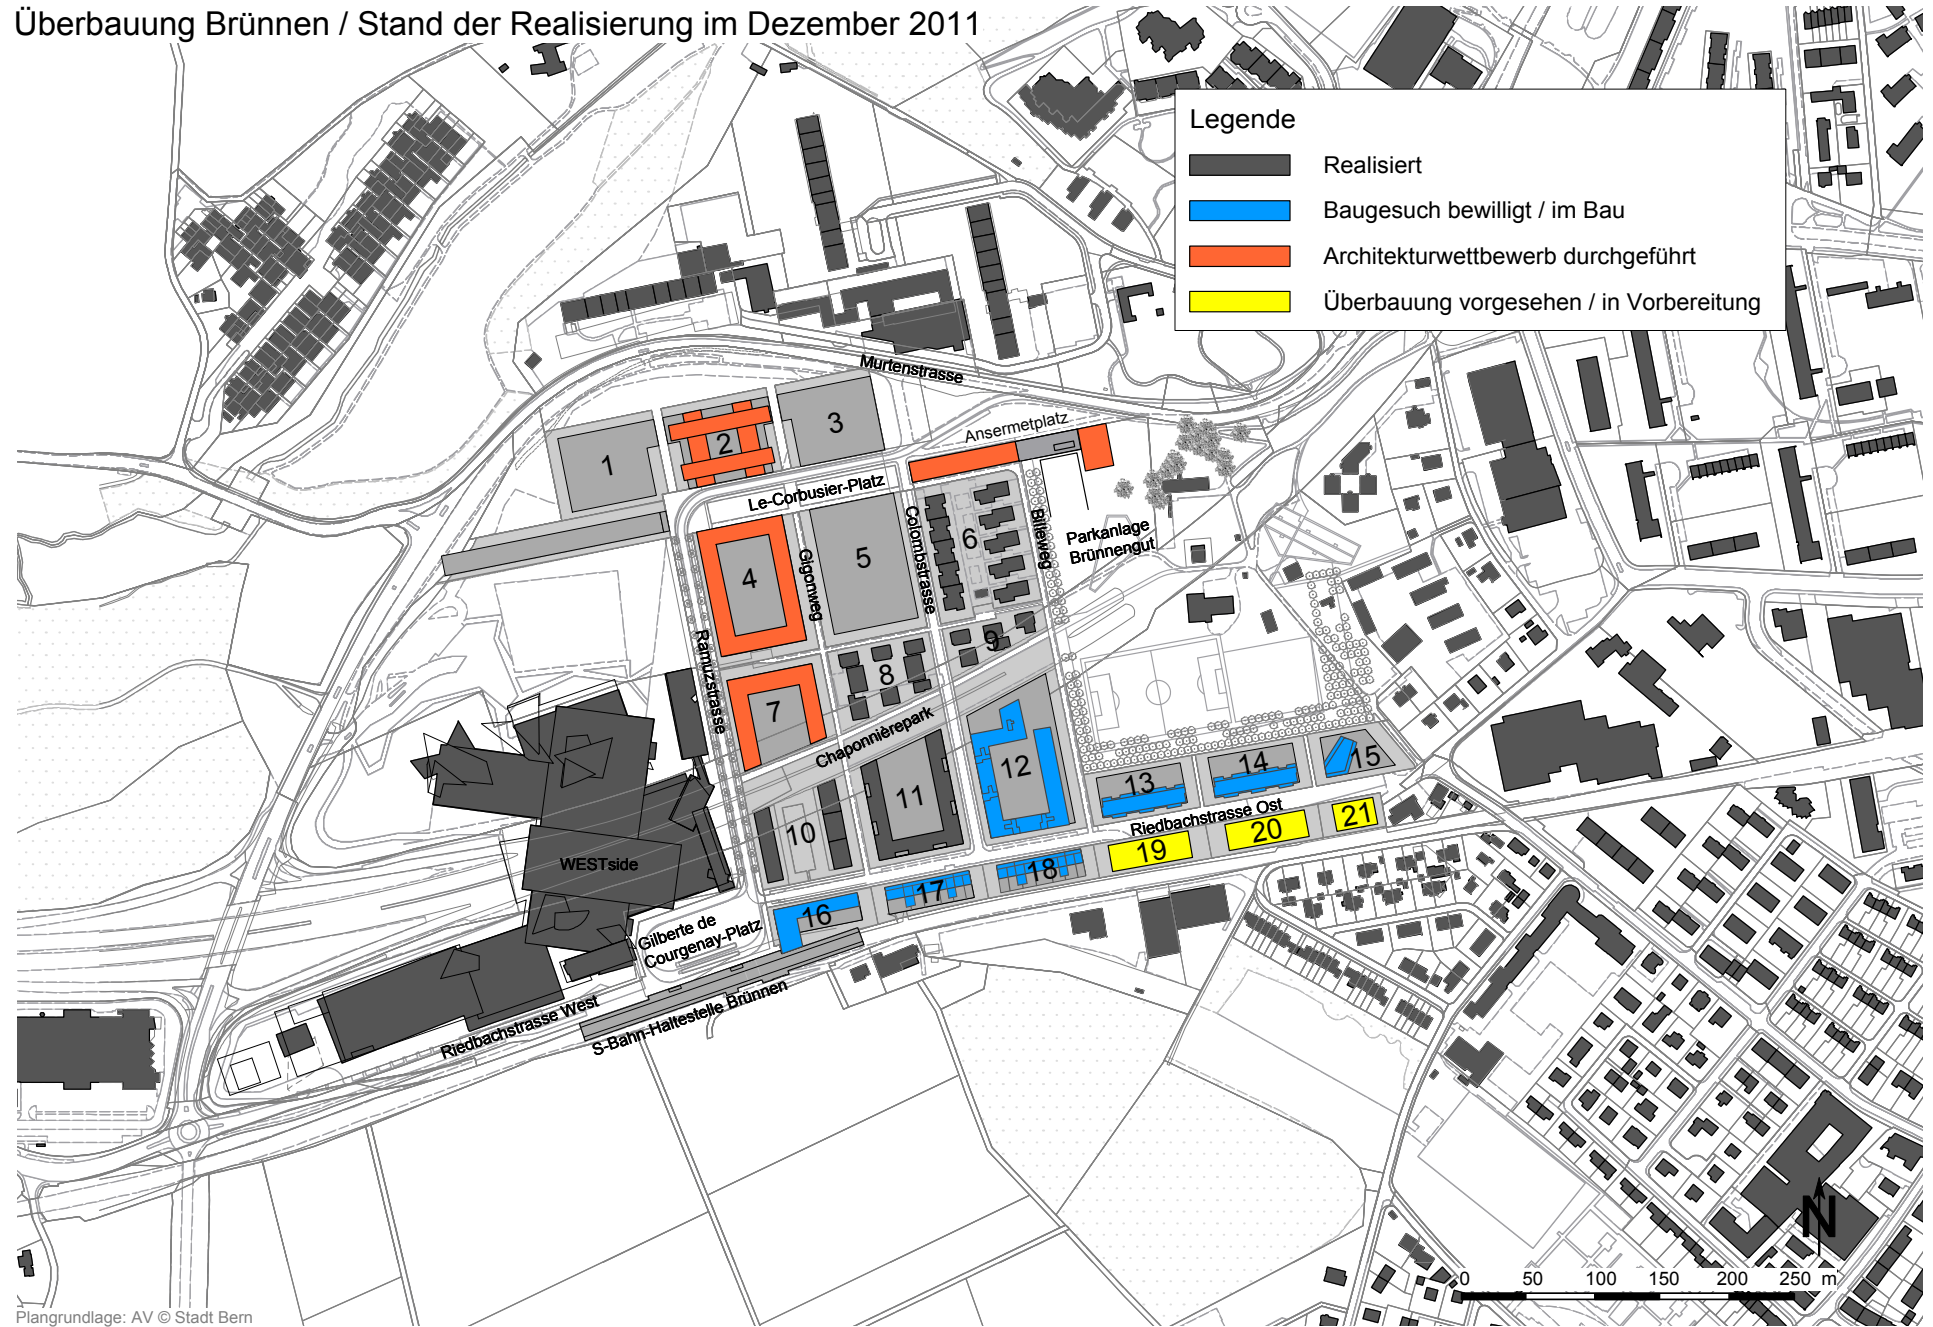 Überbauung Brünnen / Stand der Realisierung im Dezember 2011
Legende
Realisiert
Baugesuch bewilligt / im Bau
Architekturwettbewerb durchgeführt
Überbauung vorgesehen / in Vorbereitung
Murtenstrasse
Ansermetplatz
1
2
3
Le-Corbusier-Platz
4
Gigonweg
5
Colombstrasse
6
Billeweg
Parkanlage
Brünnengut
Ramuzstrasse
7
8
9
Chaponnièrepark
10
11
12
13
14
15
Riedbachstrasse Ost
16
17
18
19
20
21
WESTside
Gilberte de
Courgenay-Platz
Riedbachstrasse West
S-Bahn-Haltestelle Brünnen
N
0 50 100 150 200 250 m
Plangrundlage: AV © Stadt Bern